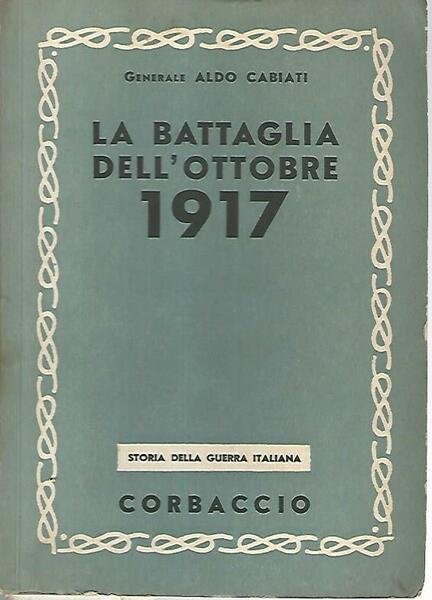 Generale ALDO CABIATI
LA BATTAGLIA
DELL'OTTOBRE
1917
STORIA DELLA GUERRA ITALIANA
CORBACCIO